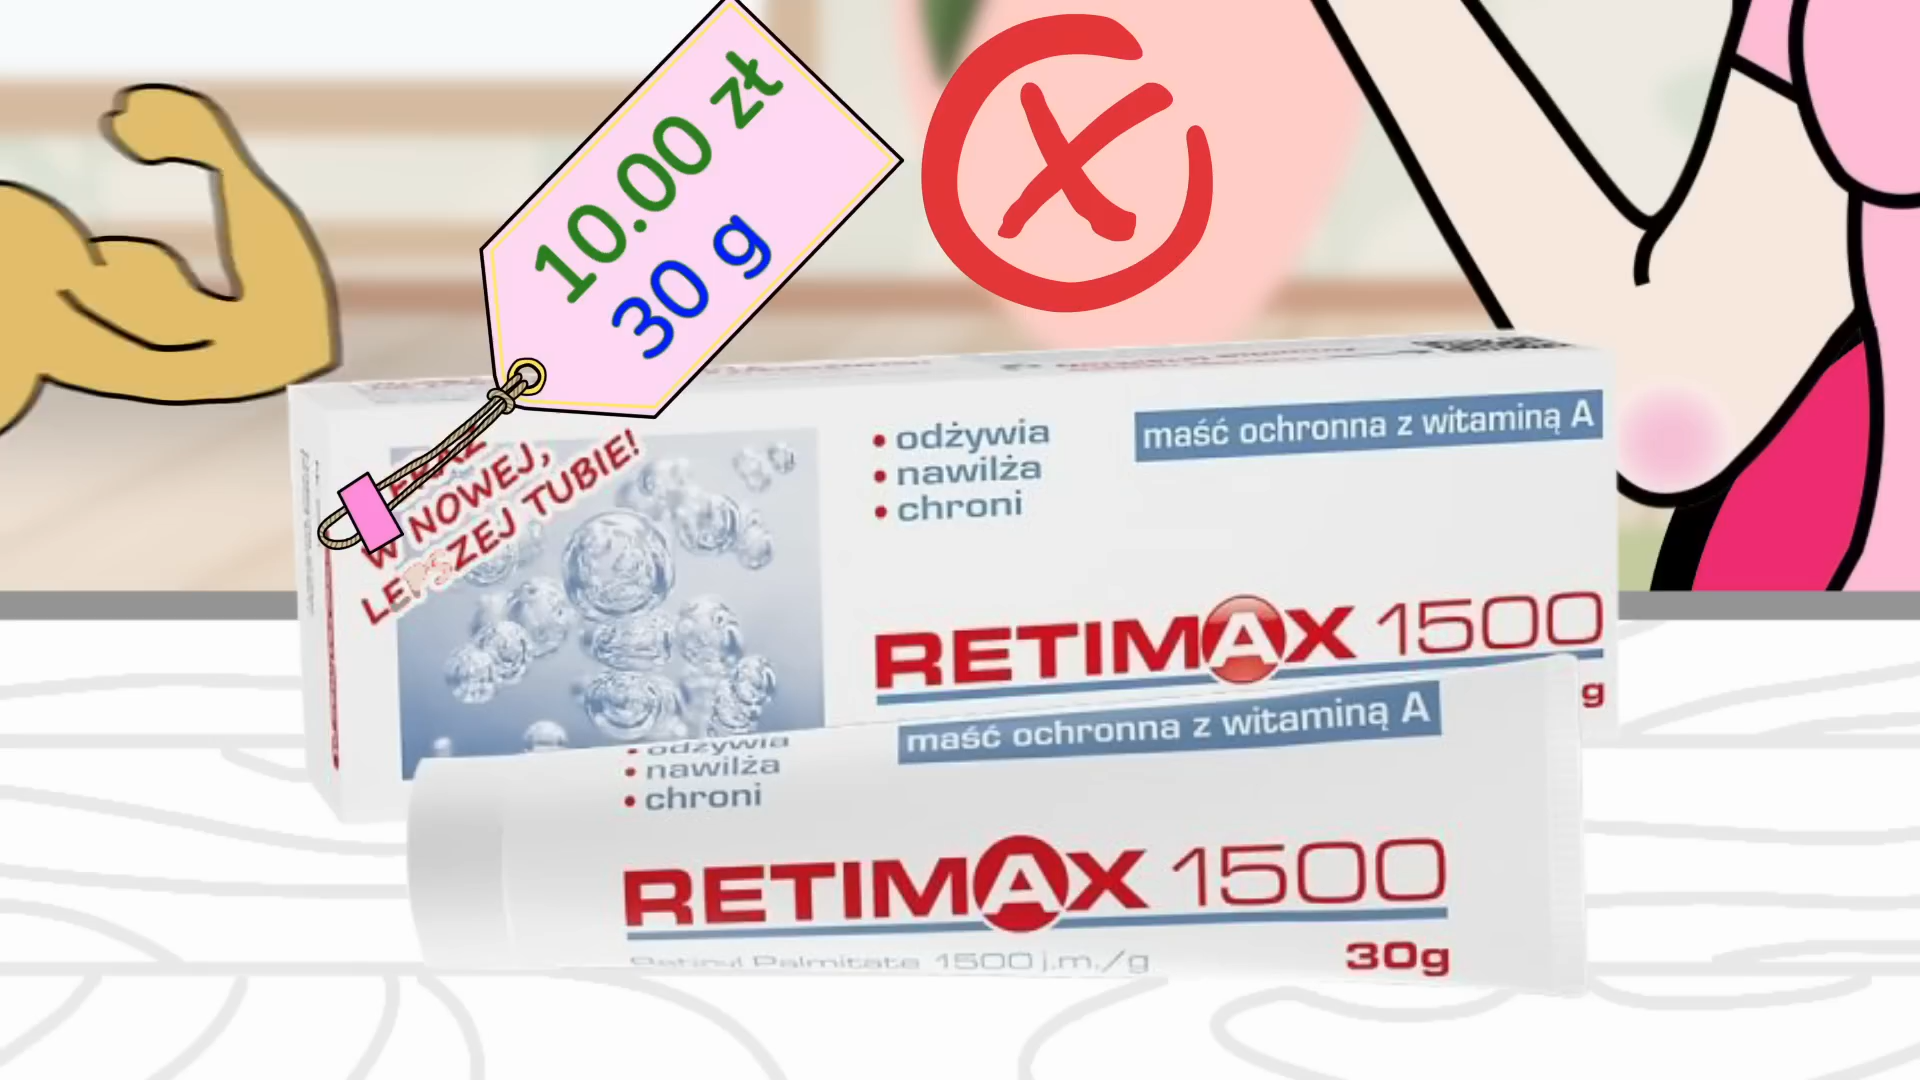 10.00 zł
30 g
W NOWEJ,
LEPSZEJ TUBIE!
• odżywia
• nawilża
• chroni
maść ochronna z witaminą A
RETIMAX 1500
g
maść ochronna z witaminą A
• odżywia
• nawilża
• chroni
RETIMAX 1500
Retinyl Palmitate 1500 j.m./g
30g